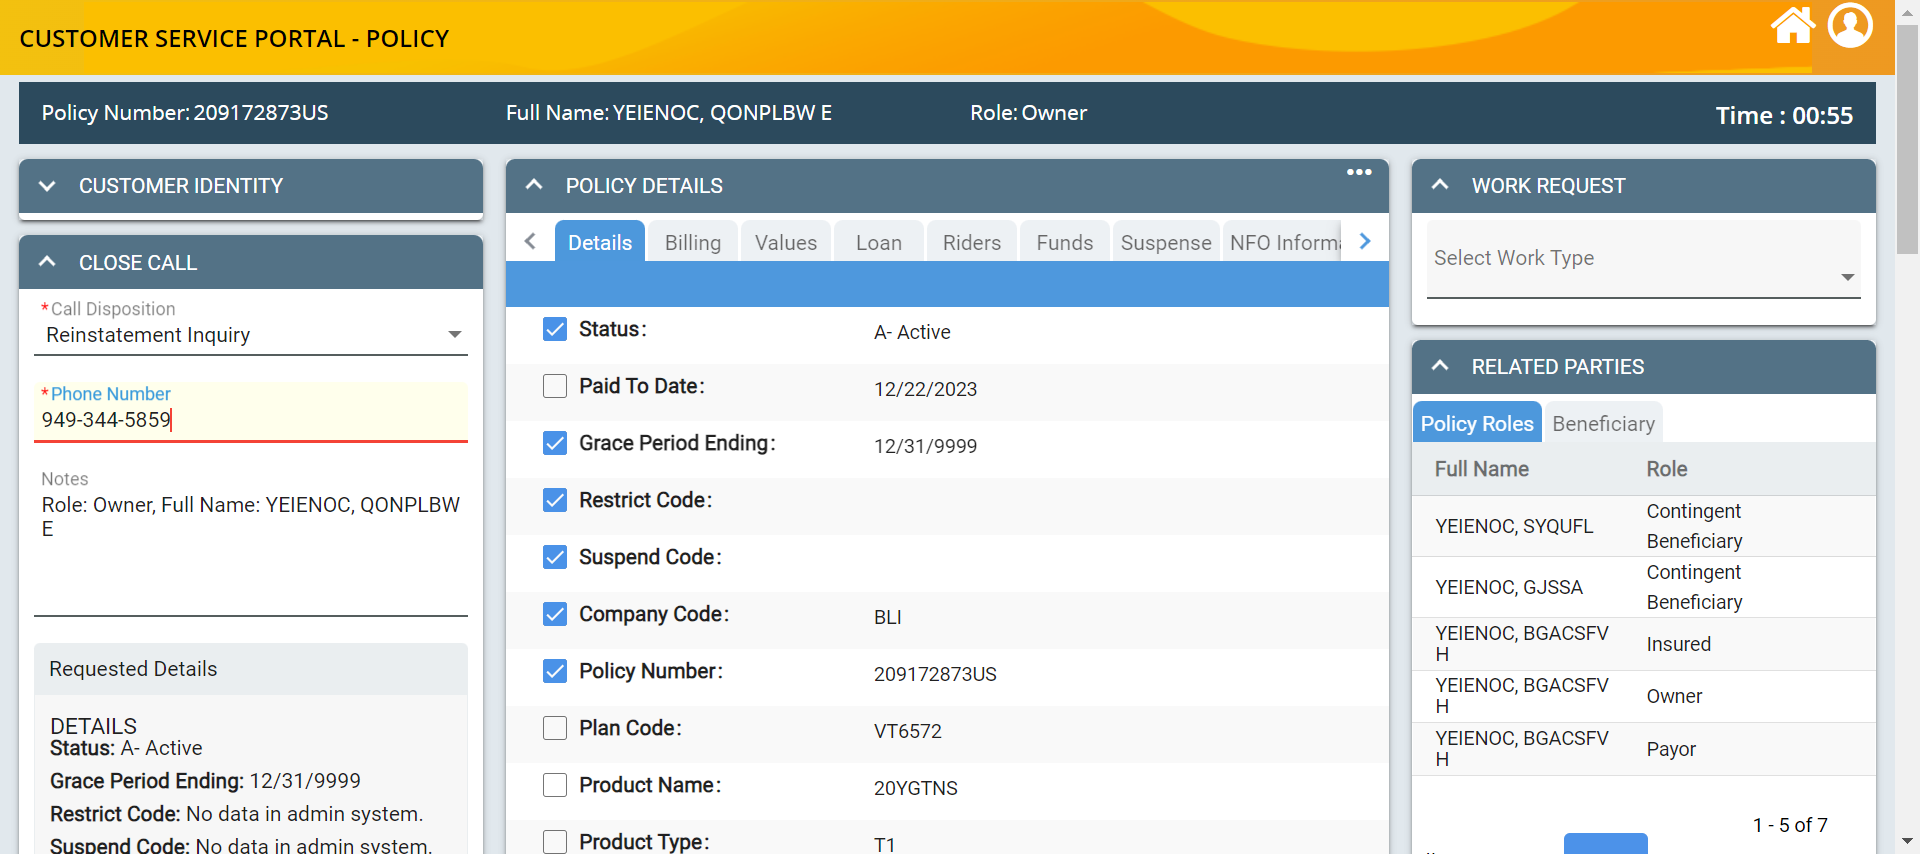 CUSTOMER SERVICE PORTAL - POLICY
Policy Number: 209172873US
Full Name: YEIENOC, QONPLBW E
Role: Owner
Time : 00:55
CUSTOMER IDENTITY
CLOSE CALL
*Call Disposition
Reinstatement Inquiry
*Phone Number
949-344-5859
Notes
Role: Owner, Full Name: YEIENOC, QONPLBW
E
Requested Details
DETAILS
Status: A- Active
Grace Period Ending: 12/31/9999
Restrict Code: No data in admin system.
Suspend Code: No data in admin system.
POLICY DETAILS
Details Billing Values Loan Riders Funds Suspense NFO Informa
Status: A- Active
Paid To Date: 12/22/2023
Grace Period Ending: 12/31/9999
Restrict Code:
Suspend Code:
Company Code: BLI
Policy Number: 209172873US
Plan Code: VT6572
Product Name: 20YGTNS
Product Type: T1
WORK REQUEST
Select Work Type
RELATED PARTIES
Policy Roles Beneficiary
Full Name Role
YEIENOC, SYQUFL Contingent
Beneficiary
YEIENOC, GJSSA Contingent
Beneficiary
YEIENOC, BGACSFV
H Insured
YEIENOC, BGACSFV
H Owner
YEIENOC, BGACSFV
H Payor
1 - 5 of 7